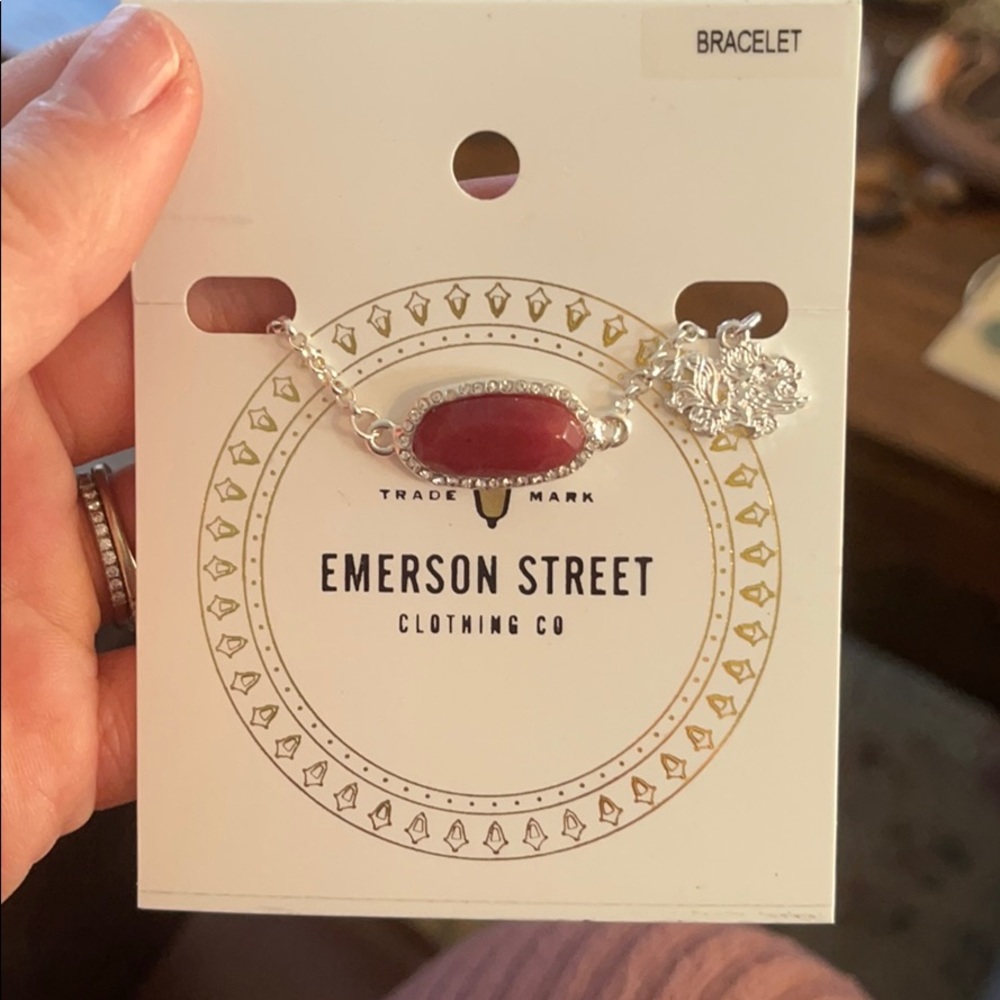 BRACELET
TRADE MARK
EMERSON STREET
CLOTHING CO